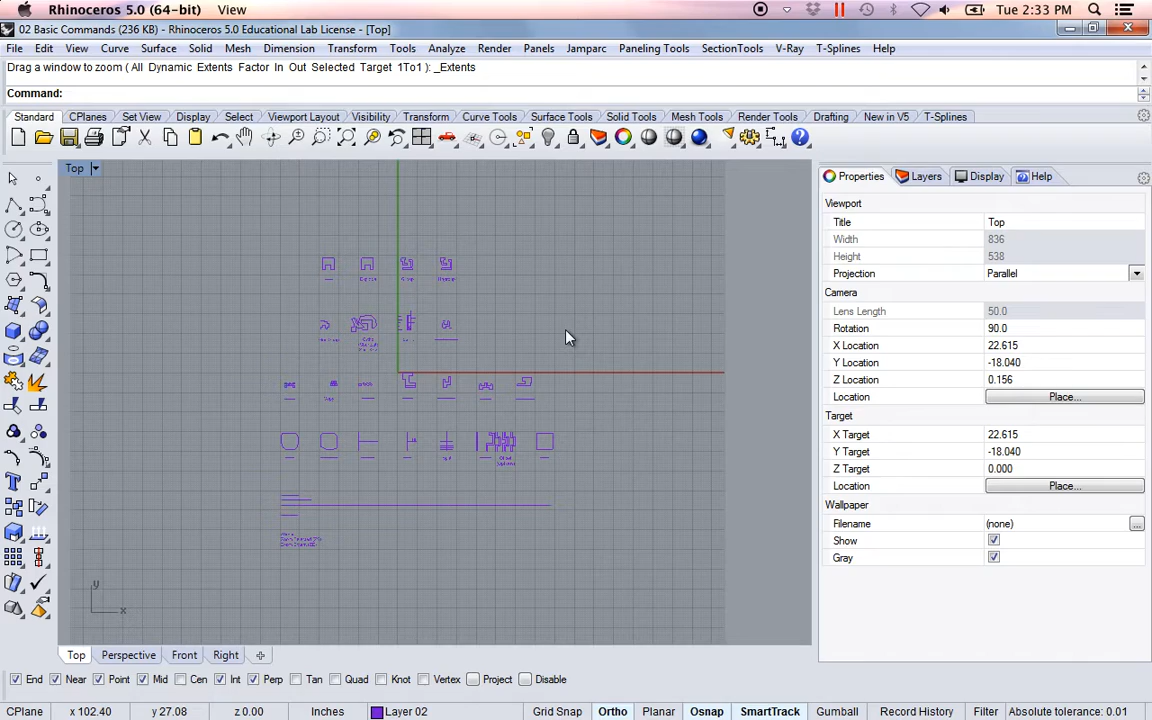 Rhinoceros 5.0 (64-bit) View Tue 2:33 PM
02 Basic Commands (236 KB) - Rhinoceros 5.0 Educational Lab License - [Top]
File Edit View Curve Surface Solid Mesh Dimension Transform Tools Analyze Render Panels Jamparc Paneling Tools SectionTools V-Ray T-Splines Help
Drag a window to zoom ( All Dynamic Extents Factor In Out Selected Target 1To1 ): _Extents
Command:
Standard CPlanes Set View Display Select Viewport Layout Visibility Transform Curve Tools Surface Tools Solid Tools Mesh Tools Render Tools Drafting New in V5 T-Splines
Top
Properties Layers Display Help
Viewport
Title Top
Width 836
Height 538
Projection Parallel
Camera
Lens Length 50.0
Rotation 90.0
X Location 22.615
Y Location -18.040
Z Location 0.156
Location Place...
Target
X Target 22.615
Y Target -18.040
Z Target 0.000
Location Place...
Wallpaper
Filename (none) ...
Show
Gray
y
x
Top Perspective Front Right
End Near Point Mid Cen Int Perp Tan Quad Knot Vertex Project Disable
CPlane x 102.40 y 27.08 z 0.00 Inches Layer 02 Grid Snap Ortho Planar Osnap SmartTrack Gumball Record History Filter Absolute tolerance: 0.01